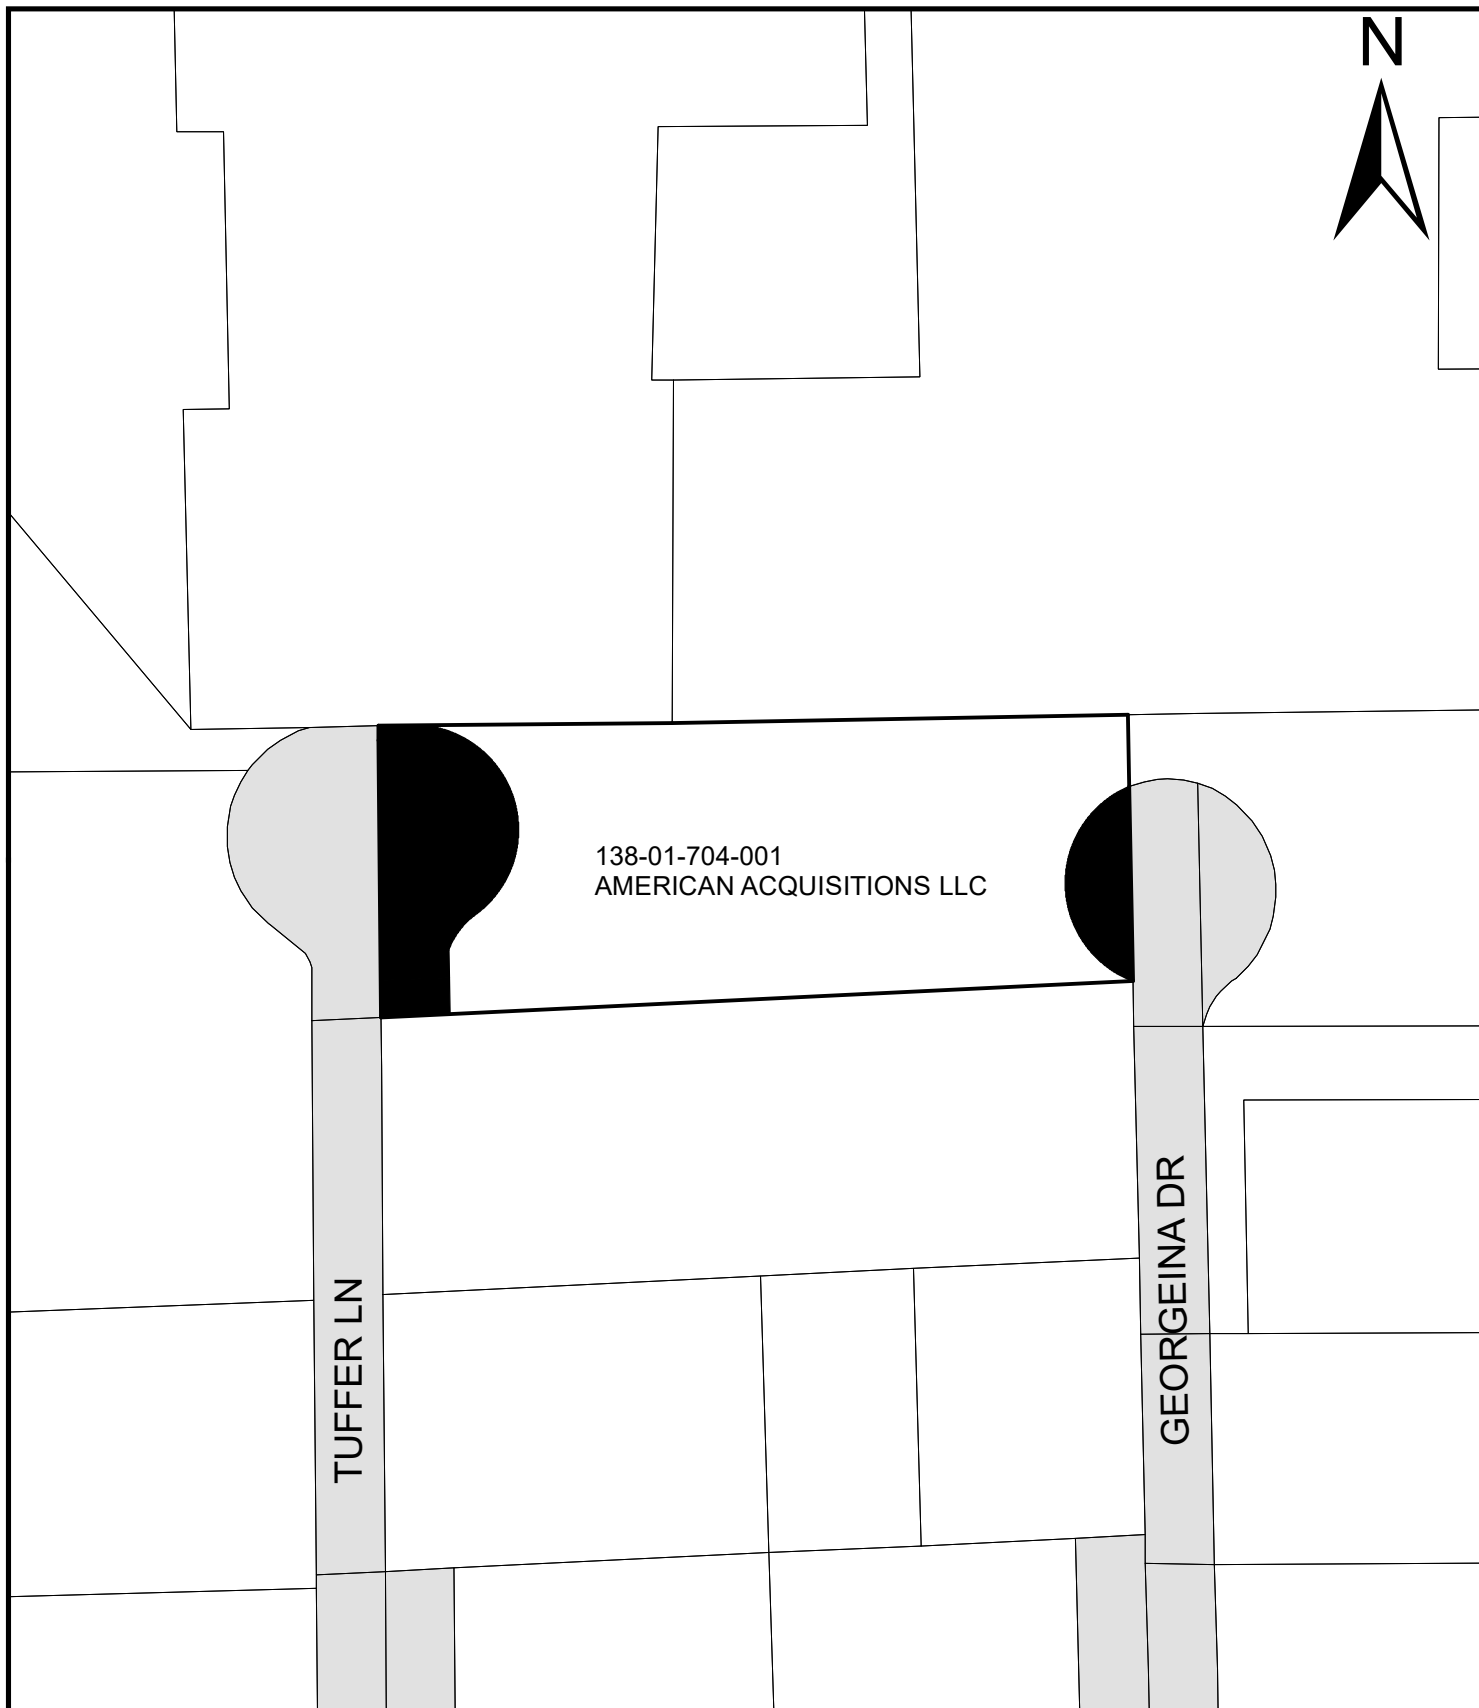 N
138-01-704-001
AMERICAN ACQUISITIONS LLC
TUFFER LN
GEORGEINA DR